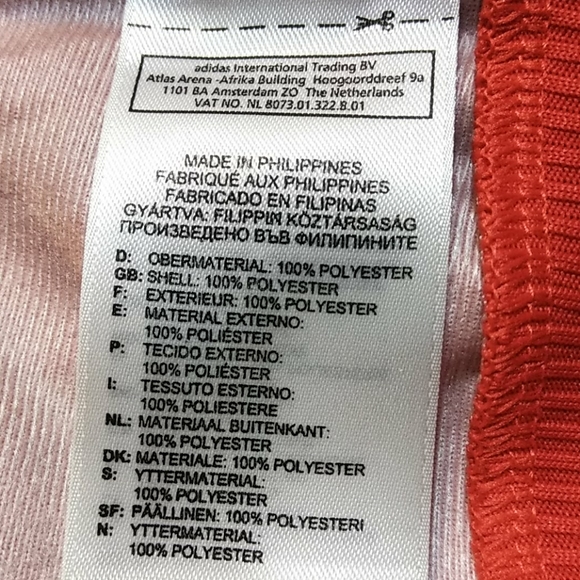 adidas International Trading BV
Atlas Arena -Afrika Building Hoogoorddreef 9a
1101 BA Amsterdam ZO The Netherlands
VAT NO. NL 8073.01.322.B.01
MADE IN PHILIPPINES
FABRIQUÉ AUX PHILIPPINES
FABRICADO EN FILIPINAS
GYÁRTVA: FILIPPIN KÖZTÁRSASÁG
ПРОИЗВЕДЕНО ВЪВ ФИЛИПИНИТЕ
D: OBERMATERIAL: 100% POLYESTER
GB: SHELL: 100% POLYESTER
F: EXTERIEUR: 100% POLYESTER
E: MATERIAL EXTERNO:
100% POLIÉSTER
P: TECIDO EXTERNO:
100% POLIÉSTER
I: TESSUTO ESTERNO:
100% POLIESTERE
NL: MATERIAAL BUITENKANT:
100% POLYESTER
DK: MATERIALE: 100% POLYESTER
S: YTTERMATERIAL:
100% POLYESTER
SF: PÄÄLLINEN: 100% POLYESTERI
N: YTTERMATERIAL:
100% POLYESTER